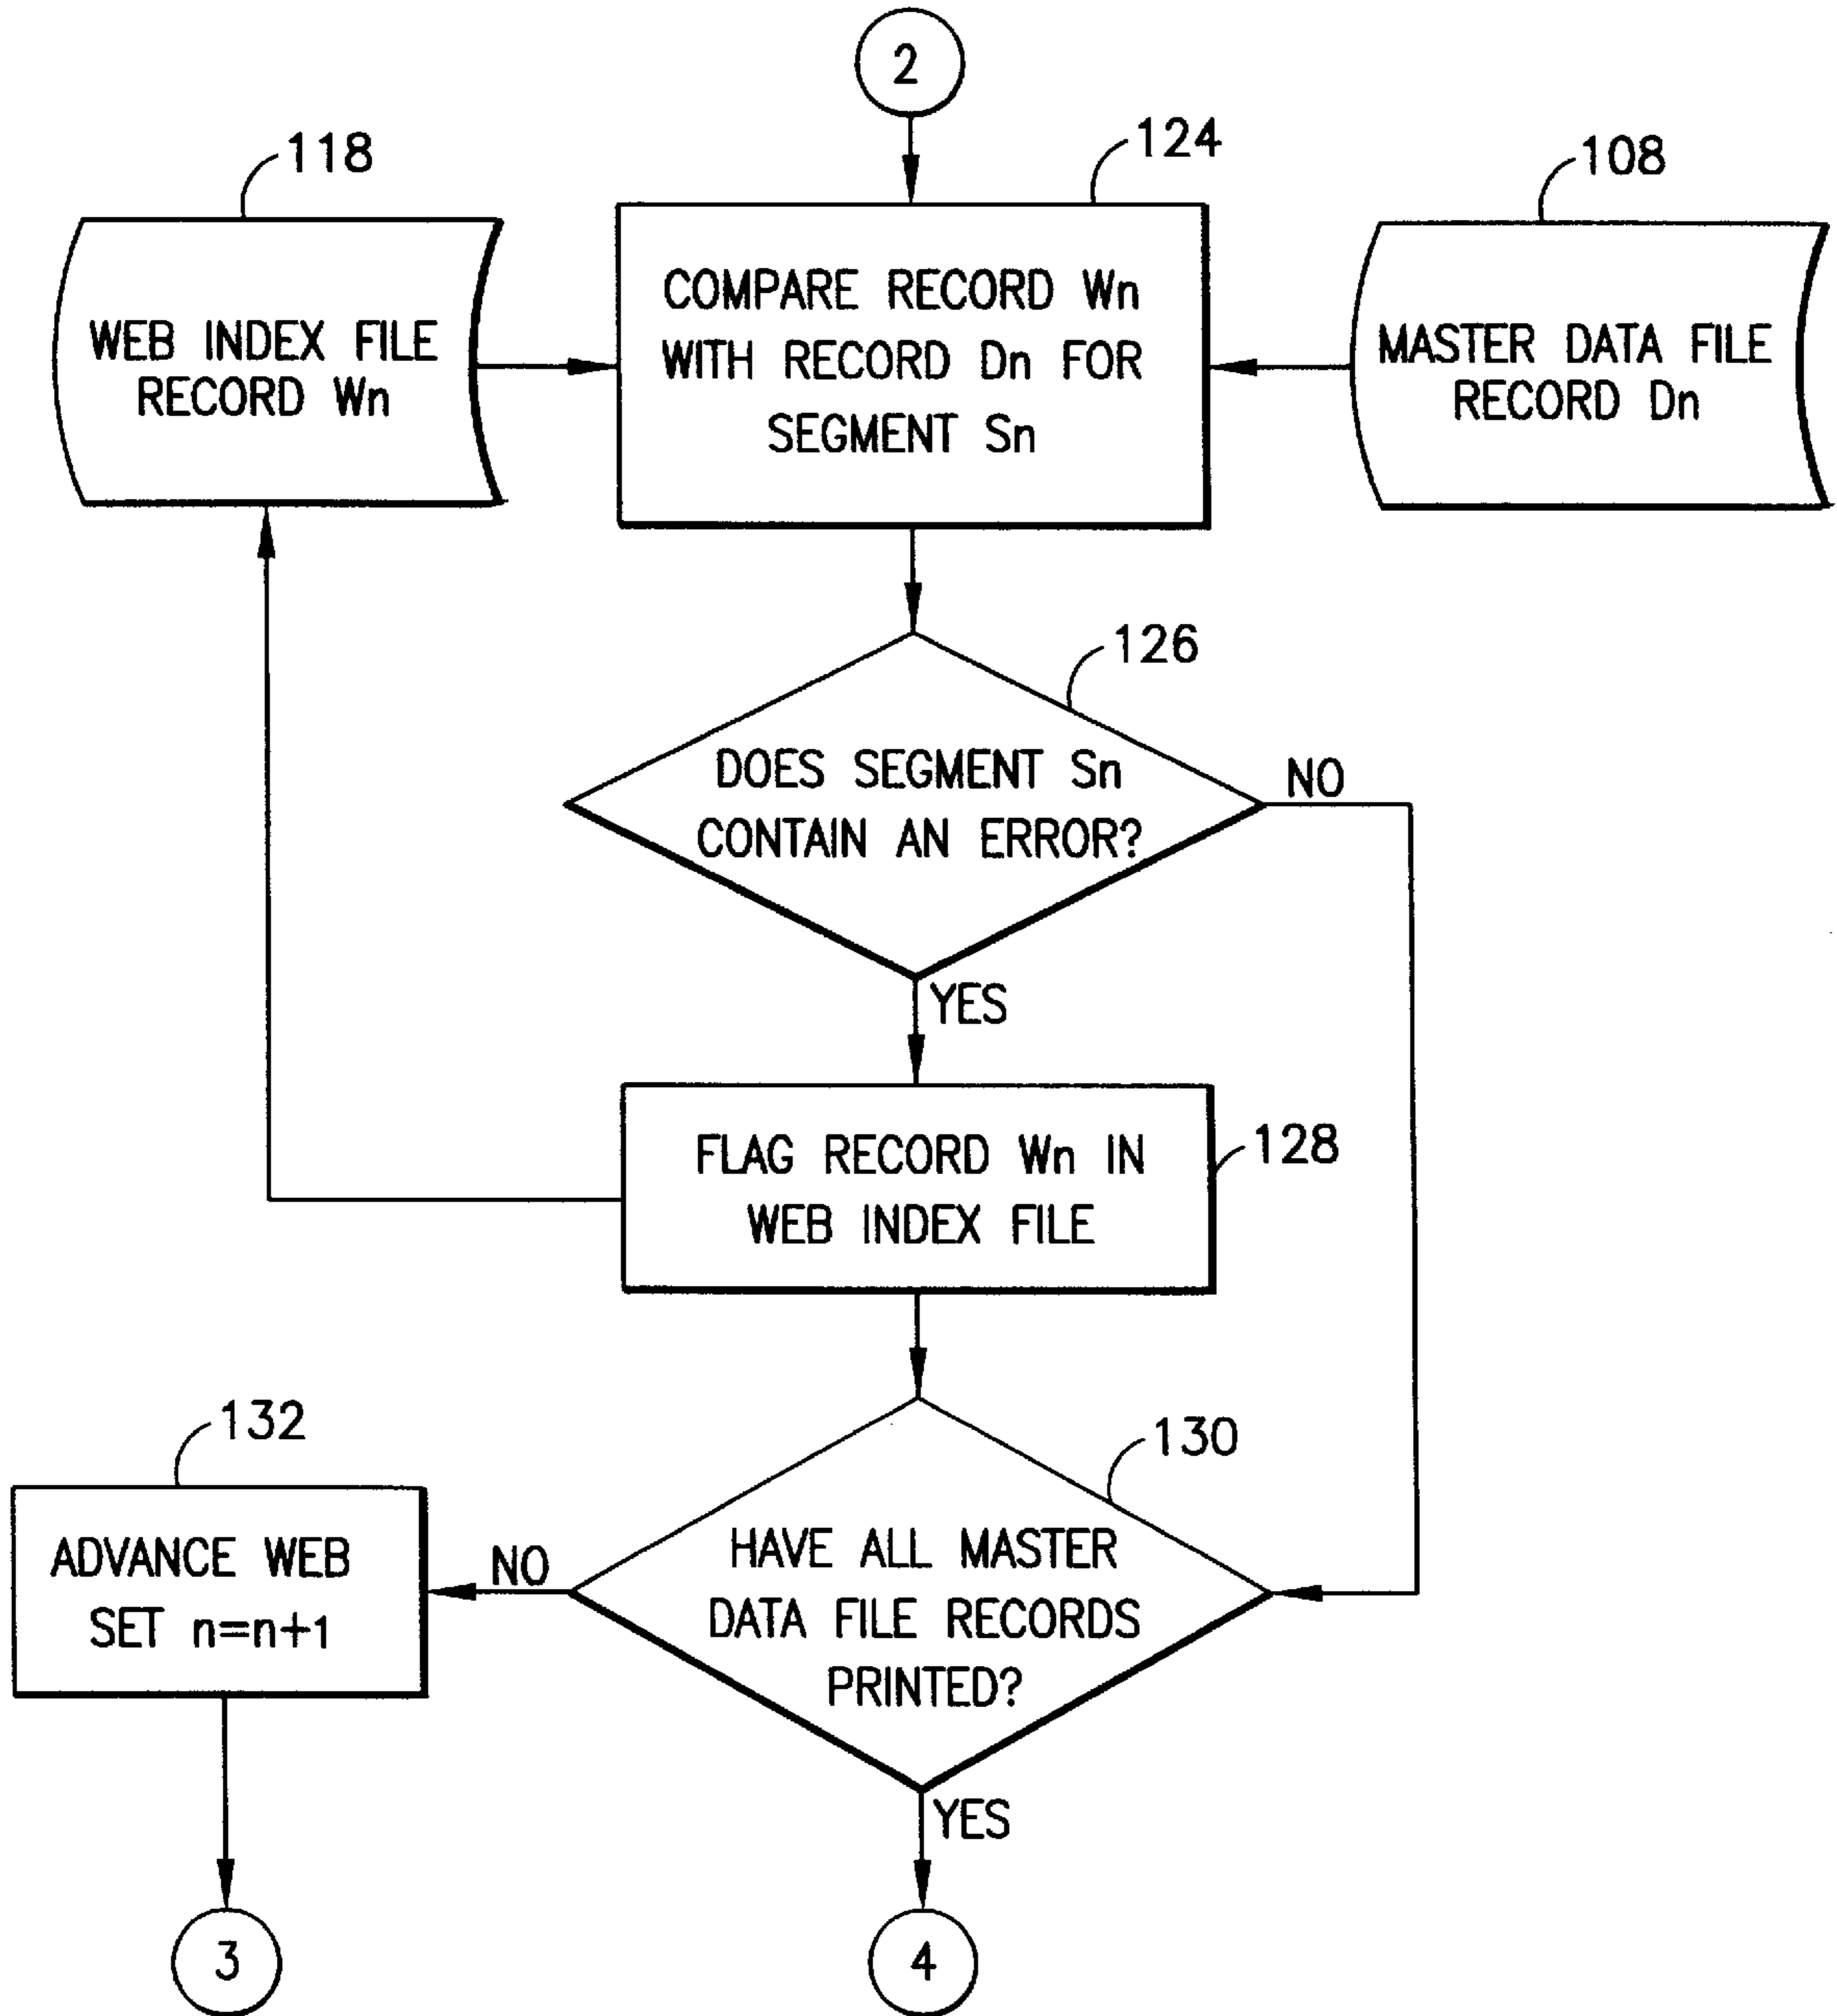 2
118
124
108
WEB INDEX FILE
RECORD Wn
COMPARE RECORD Wn
WITH RECORD Dn FOR
SEGMENT Sn
MASTER DATA FILE
RECORD Dn
126
DOES SEGMENT Sn
CONTAIN AN ERROR?
NO
YES
FLAG RECORD Wn IN
WEB INDEX FILE
128
132
130
ADVANCE WEB
SET n=n+1
NO
HAVE ALL MASTER
DATA FILE RECORDS
PRINTED?
YES
3
4